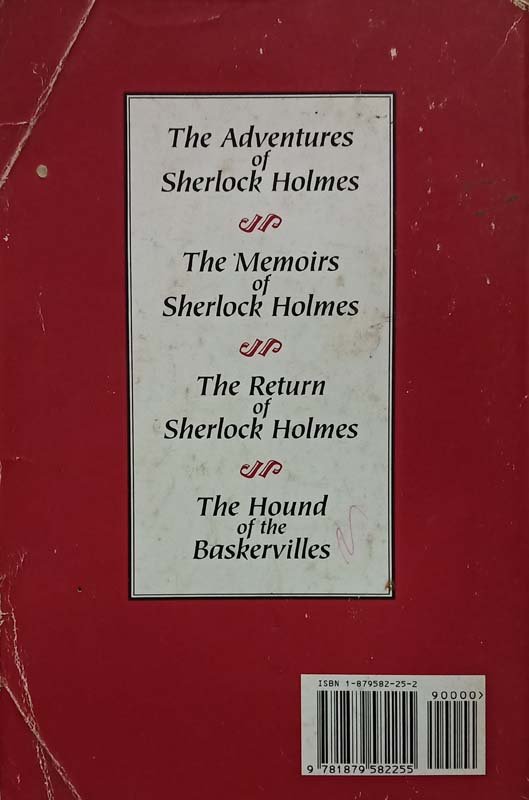 The Adventures
of
Sherlock Holmes
The Memoirs
of
Sherlock Holmes
The Return
of
Sherlock Holmes
The Hound
of the
Baskervilles
ISBN 1-879582-25-2
90000>
9 781879 582255